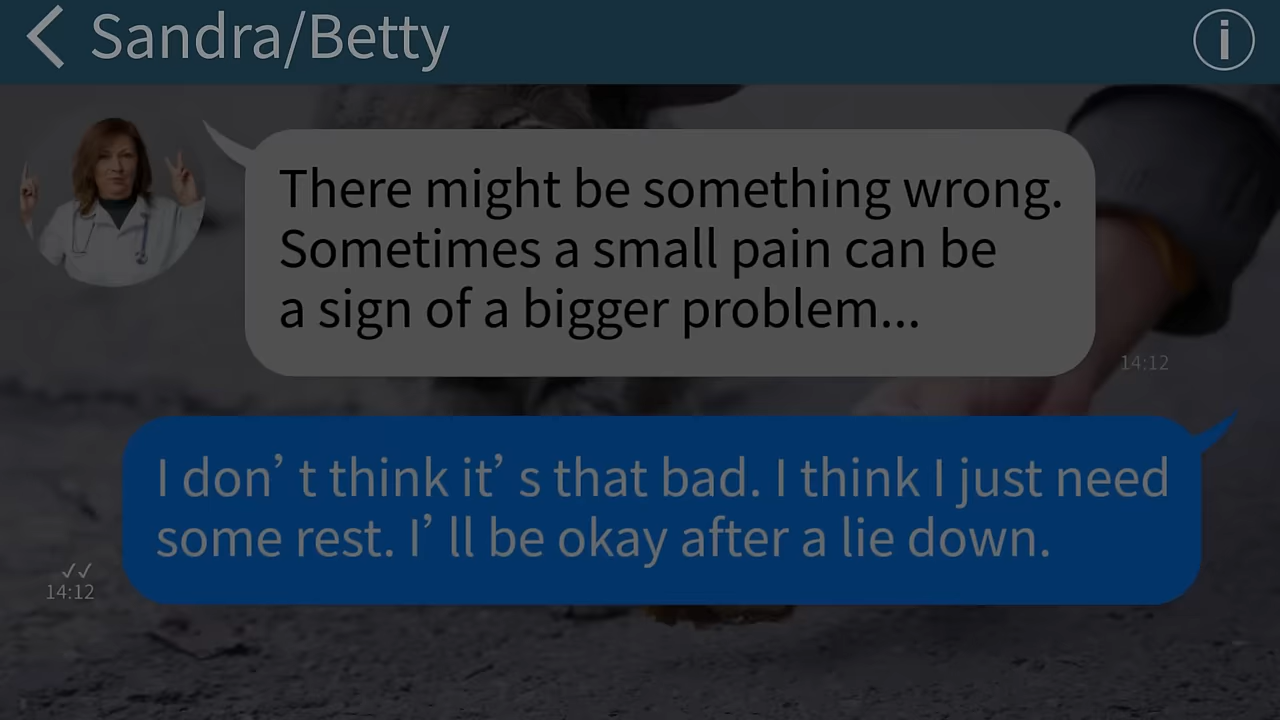 Sandra/Betty
There might be something wrong.
Sometimes a small pain can be
a sign of a bigger problem...
14:12
I don’t think it’s that bad. I think I just need
some rest. I’ll be okay after a lie down.
14:12